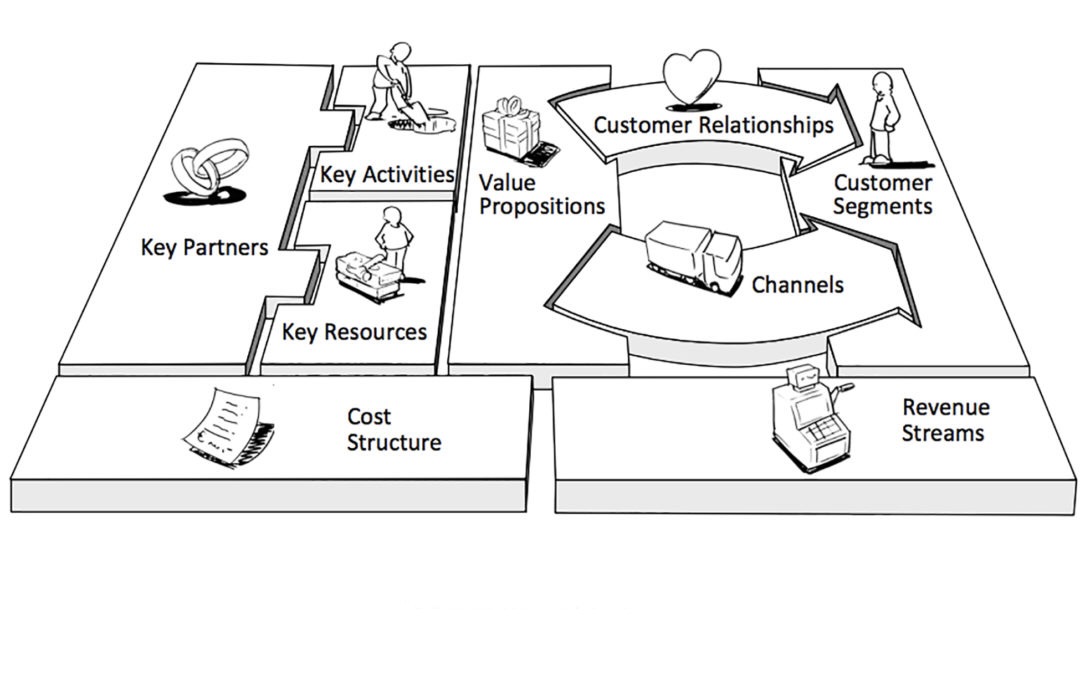 Customer Relationships
Key Activities
Value
Propositions
Customer
Segments
Key Partners
Channels
Key Resources
Cost
Structure
Revenue
Streams